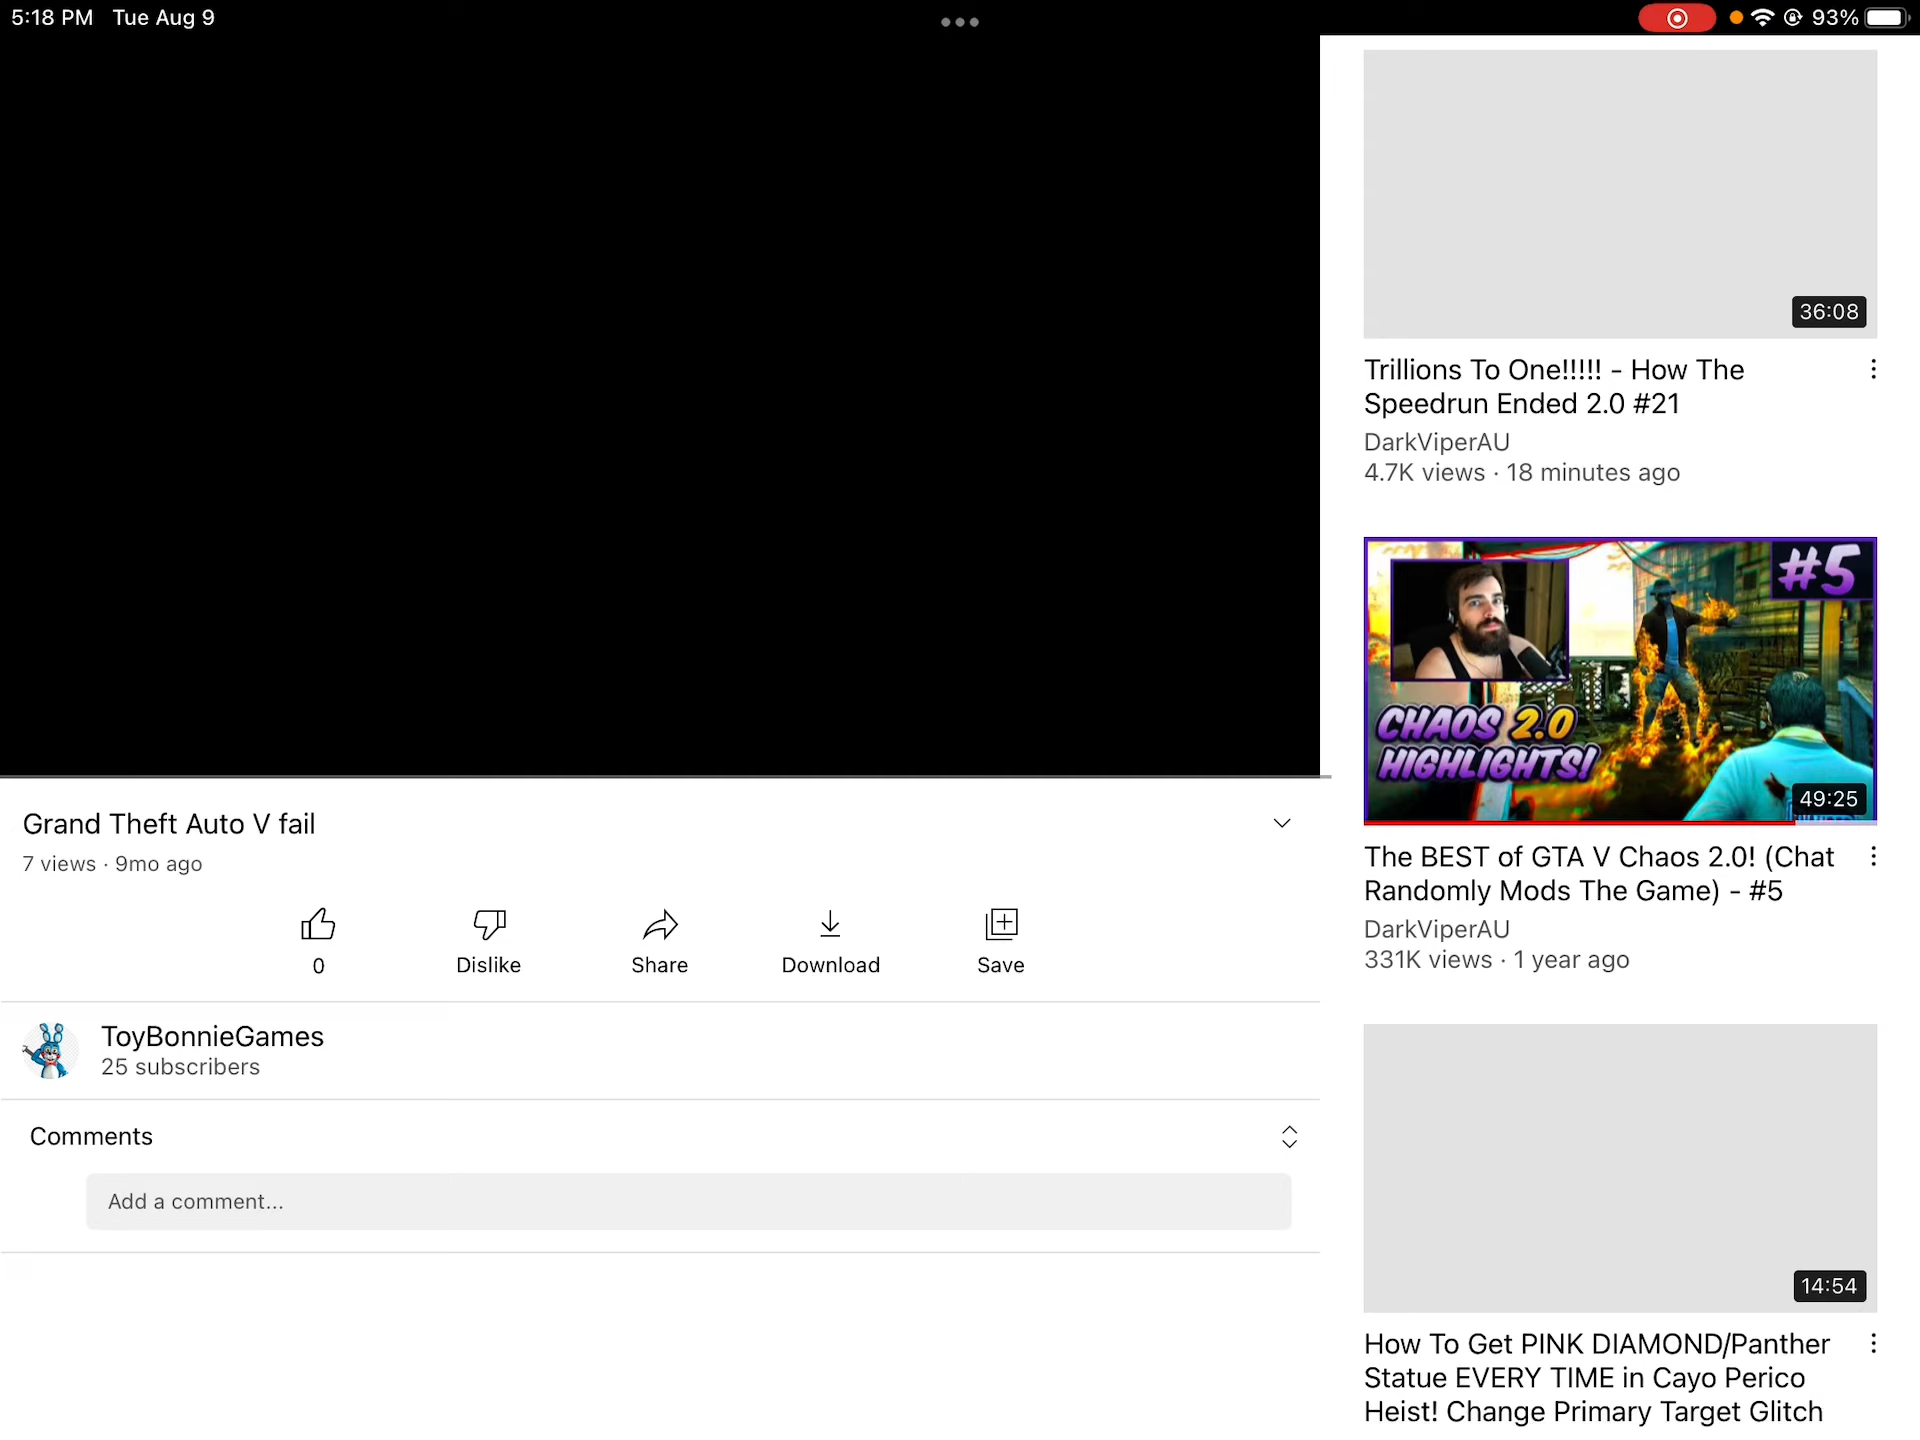 5:18 PM Tue Aug 9
93%
Grand Theft Auto V fail
7 views · 9mo ago
0
Dislike
Share
Download
Save
ToyBonnieGames
25 subscribers
Comments
Add a comment...
36:08
Trillions To One!!!!! - How The
Speedrun Ended 2.0 #21
DarkViperAU
4.7K views · 18 minutes ago
#5
CHAOS 2.0
HIGHLIGHTS!
49:25
The BEST of GTA V Chaos 2.0! (Chat
Randomly Mods The Game) - #5
DarkViperAU
331K views · 1 year ago
14:54
How To Get PINK DIAMOND/Panther
Statue EVERY TIME in Cayo Perico
Heist! Change Primary Target Glitch